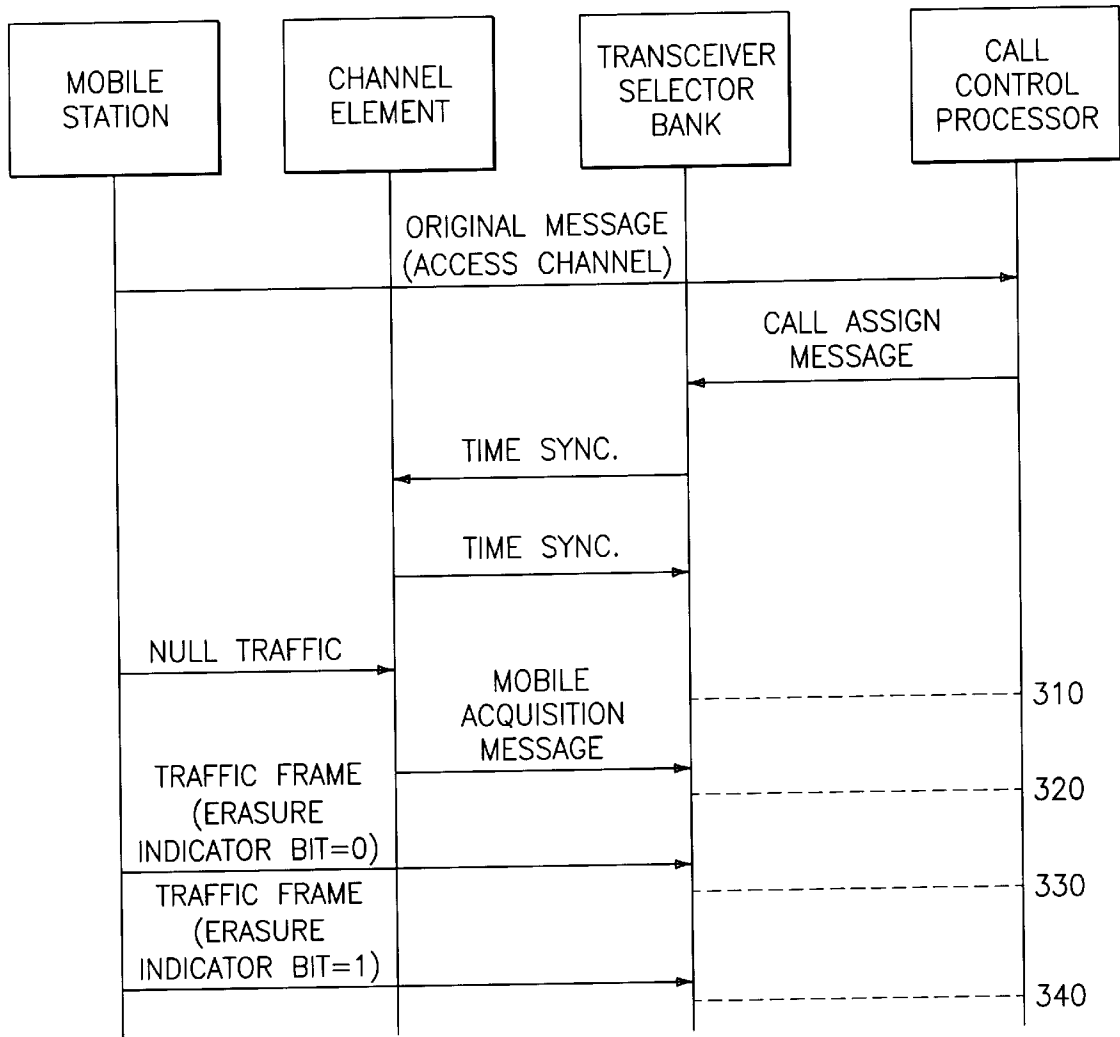 MOBILE
STATION
CHANNEL
ELEMENT
TRANSCEIVER
SELECTOR
BANK
CALL
CONTROL
PROCESSOR
ORIGINAL MESSAGE
(ACCESS CHANNEL)
CALL ASSIGN
MESSAGE
TIME SYNC.
TIME SYNC.
NULL TRAFFIC
MOBILE
ACQUISITION
MESSAGE
310
TRAFFIC FRAME
(ERASURE
INDICATOR BIT=0)
320
TRAFFIC FRAME
(ERASURE
INDICATOR BIT=1)
330
340